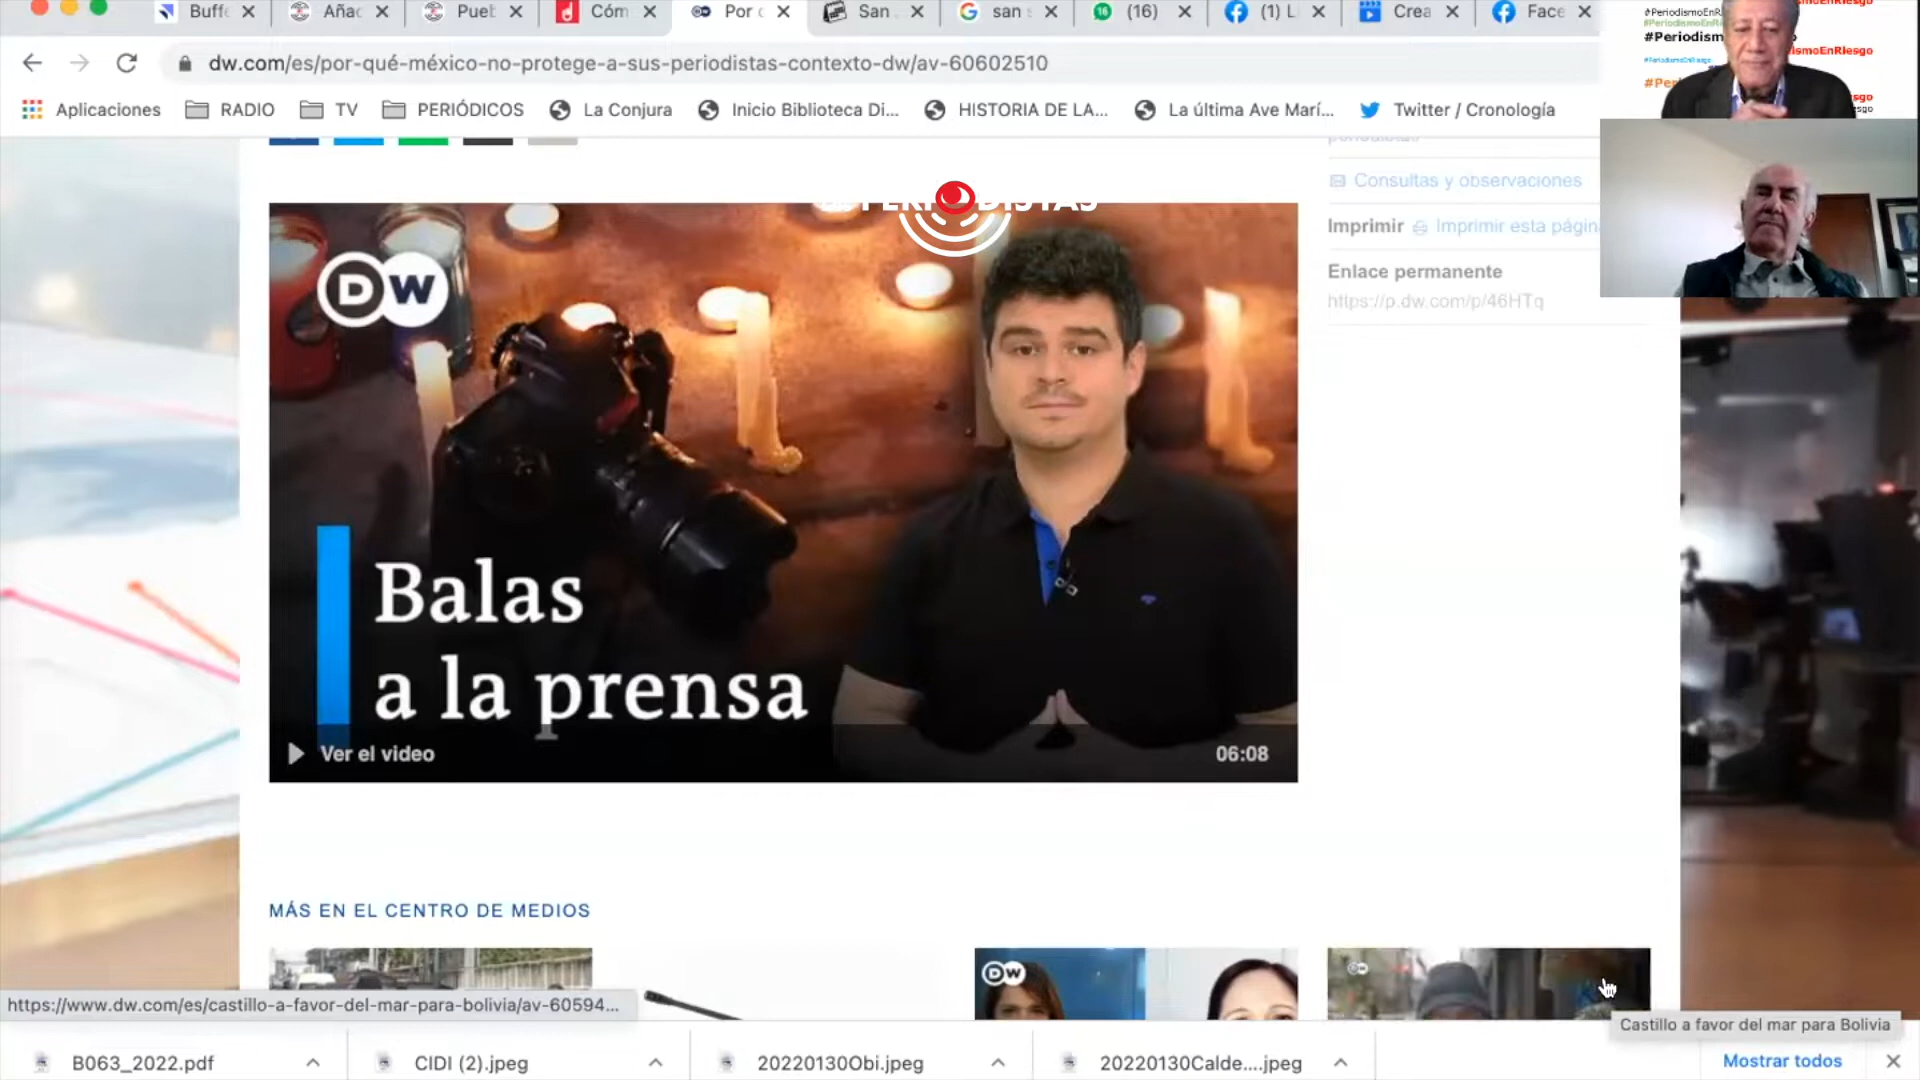 Buffe
Añac
Pueb
Cóm
Por q
San
san s
(16)
(1) L
Crea
Face
dw.com/es/por-qué-méxico-no-protege-a-sus-periodistas-contexto-dw/av-60602510
Aplicaciones
RADIO
TV
PERIÓDICOS
La Conjura
Inicio Biblioteca Di...
HISTORIA DE LA...
La última Ave Marí...
Twitter / Cronología
#PeriodismoEnRi
#Periodism
ismoEnRiesgo
#Per
Consultas y observaciones
Imprimir
Imprimir esta págin
Enlace permanente
https://p.dw.com/p/46HTq
DW
Balas
a la prensa
Ver el video
06:08
MÁS EN EL CENTRO DE MEDIOS
DW
https://www.dw.com/es/castillo-a-favor-del-mar-para-bolivia/av-60594...
Castillo a favor del mar para Bolivia
B063_2022.pdf
CIDI (2).jpeg
20220130Obi.jpeg
20220130Calde....jpeg
Mostrar todos